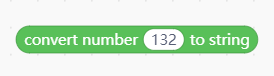 convert number 132 to string